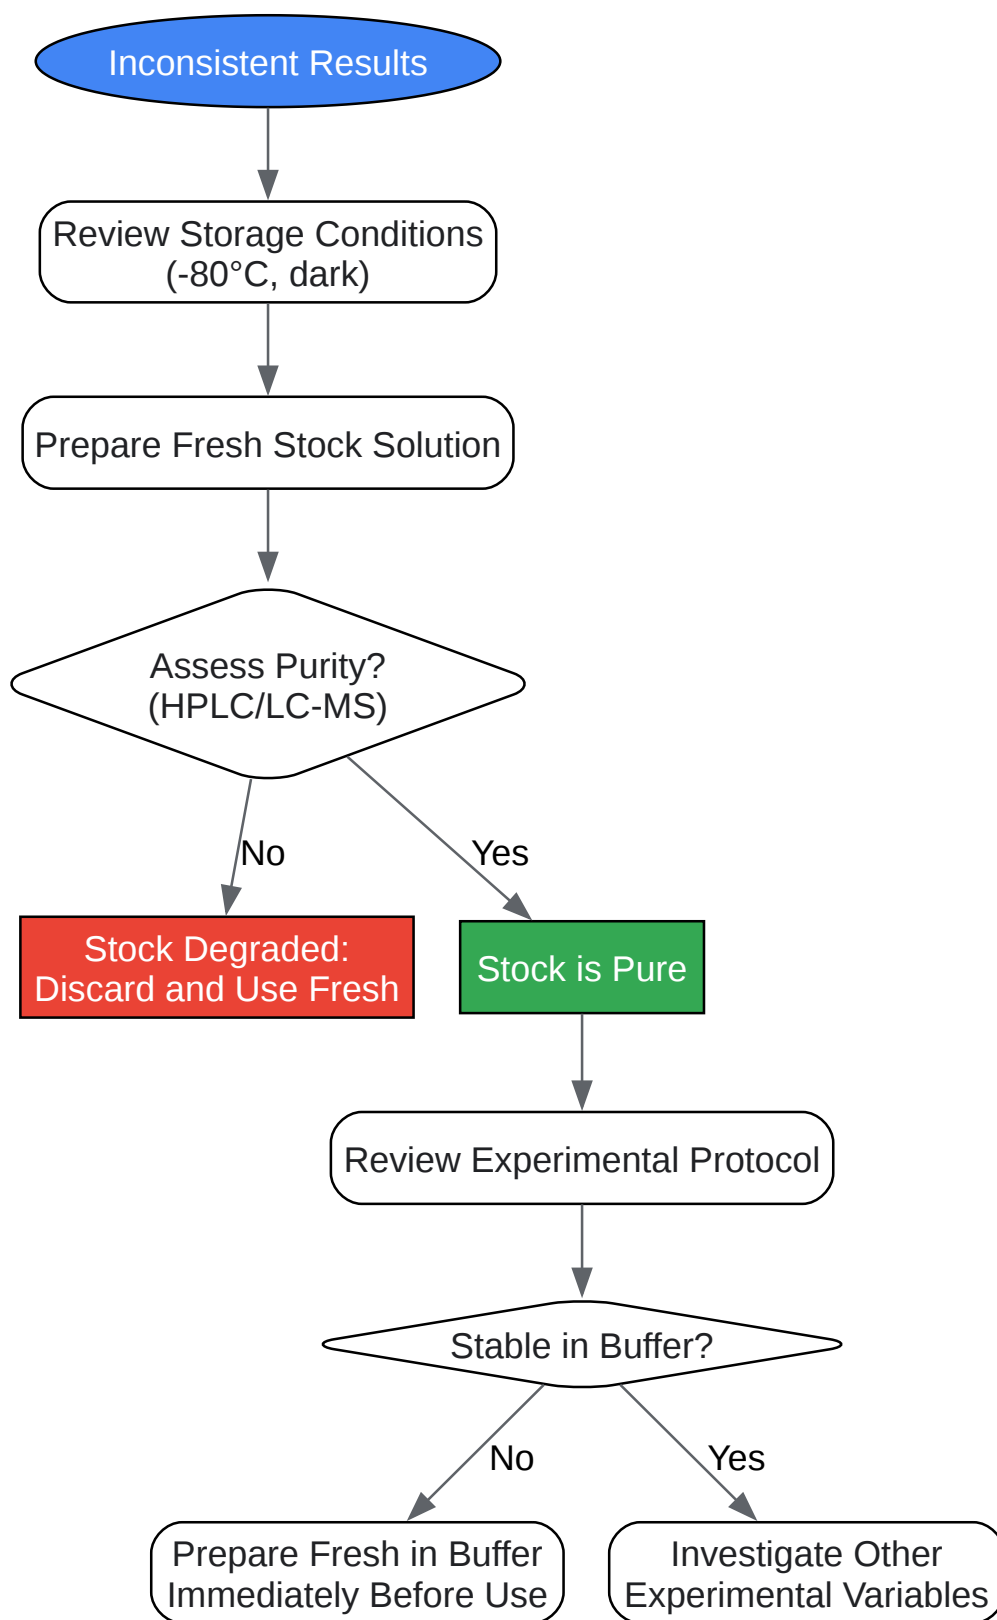 Inconsistent Results
Review Storage Conditions
(-80°C, dark)
Prepare Fresh Stock Solution
Assess Purity?
(HPLC/LC-MS)
No
Yes
Stock Degraded:
Discard and Use Fresh
Stock is Pure
Review Experimental Protocol
Stable in Buffer?
No
Yes
Prepare Fresh in Buffer
Immediately Before Use
Investigate Other
Experimental Variables